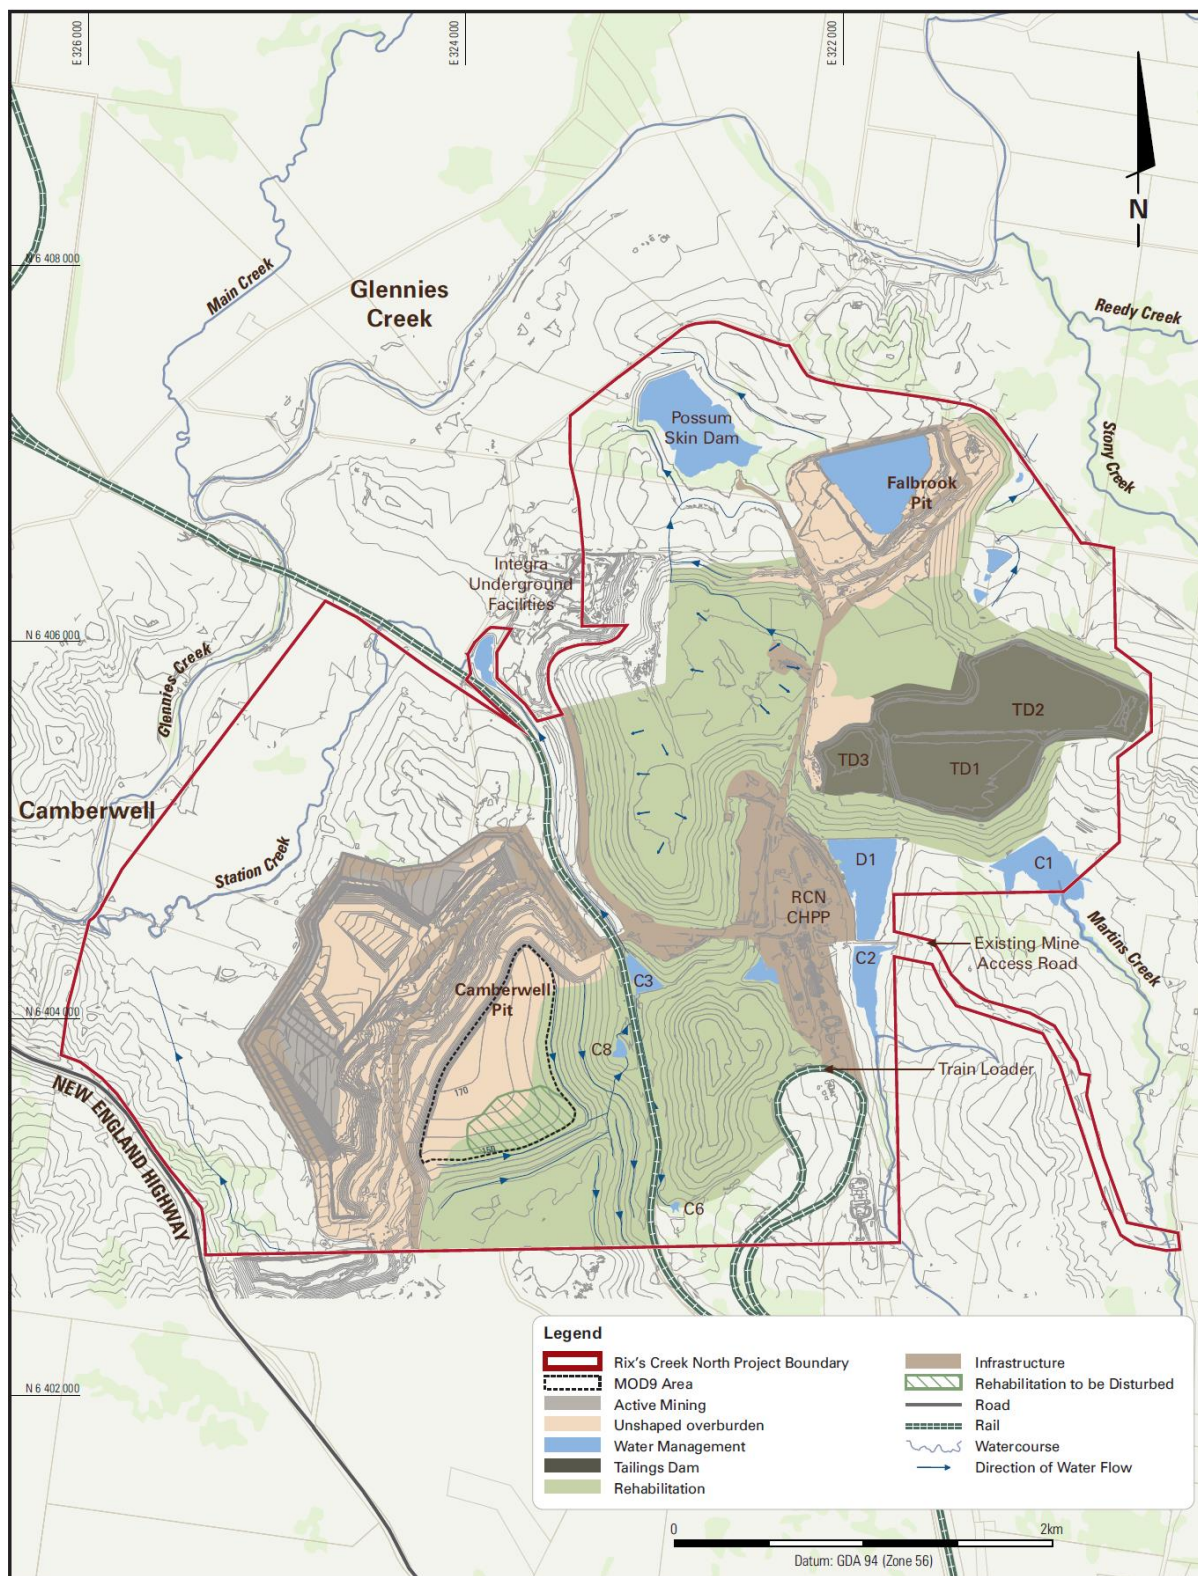 E 326 000
E 324 000
E 322 000
N
N 6 408 000
Main Creek
Glennies
Creek
Reedy Creek
Possum
Skin Dam
Stony Creek
Falbrook
Pit
Integra
Underground
Facilities
N 6 406 000
Glennies Creek
TD2
TD3
TD1
Camberwell
Station Creek
D1
C1
RCN
CHPP
Martins Creek
Existing Mine
Access Road
C2
C3
Camberwell
Pit
N 6 404 000
C8
Train Loader
170
150
NEW ENGLAND HIGHWAY
C6
Legend
Rix's Creek North Project Boundary
MOD9 Area
Active Mining
Unshaped overburden
Water Management
Tailings Dam
Rehabilitation
Infrastructure
Rehabilitation to be Disturbed
Road
Rail
Watercourse
Direction of Water Flow
N 6 402 000
0
2km
Datum: GDA 94 (Zone 56)